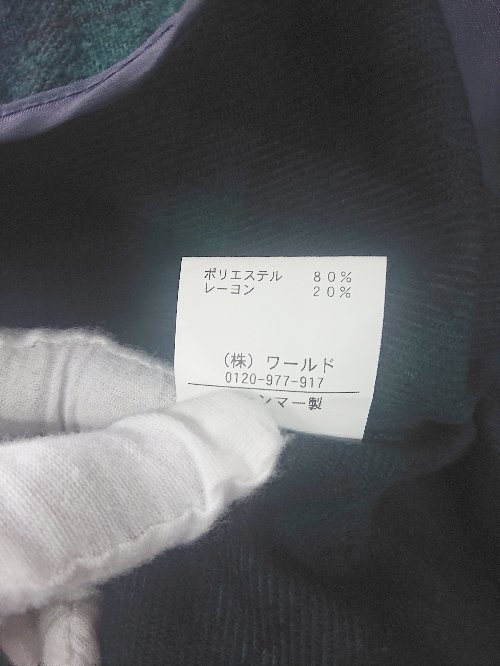 ポリエステル ８０％
レーヨン ２０％
(株) ワールド
0120-977-917
ンマー製